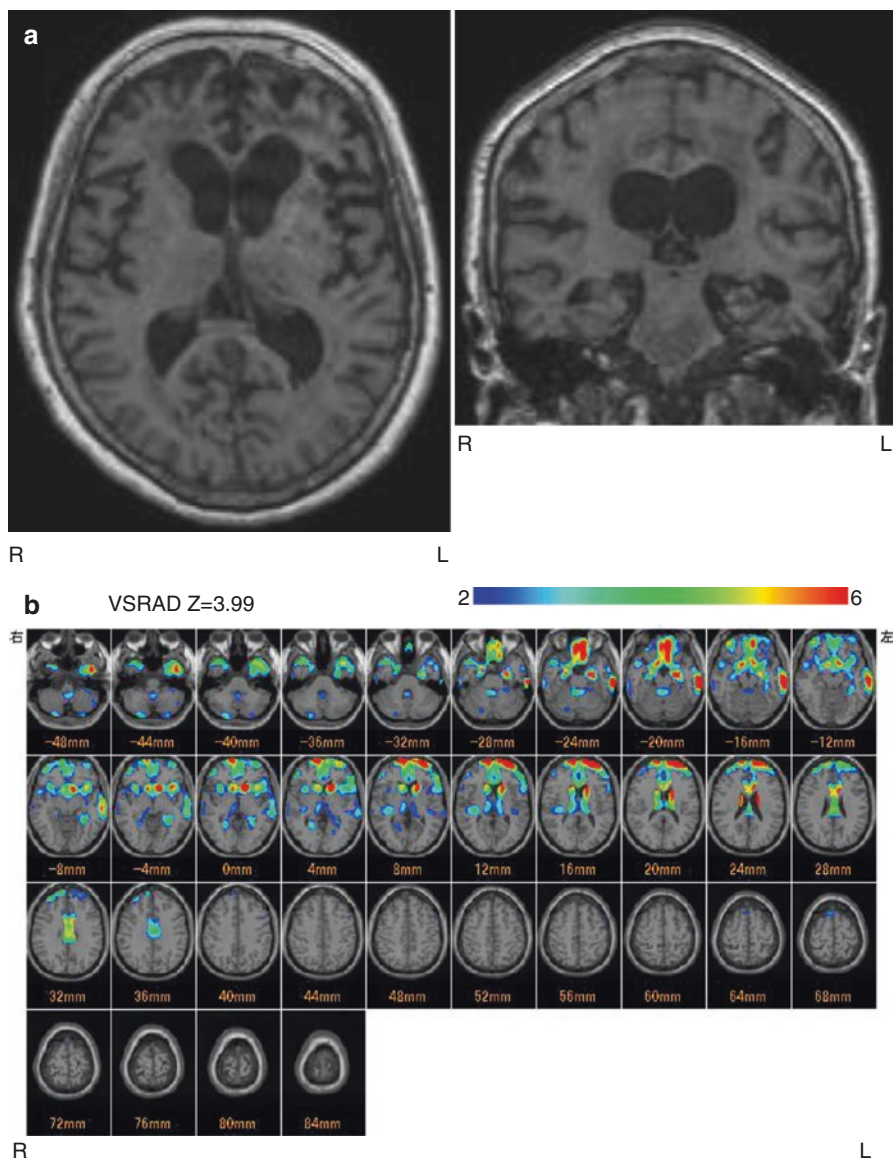 a
R L
R L
b VSRAD Z=3.99 2 6
右 左
−48mm −44mm −40mm −36mm −32mm −28mm −24mm −20mm −16mm −12mm
−8mm −4mm 0mm 4mm 8mm 12mm 16mm 20mm 24mm 28mm
32mm 36mm 40mm 44mm 48mm 52mm 56mm 60mm 64mm 68mm
72mm 76mm 80mm 84mm
R L